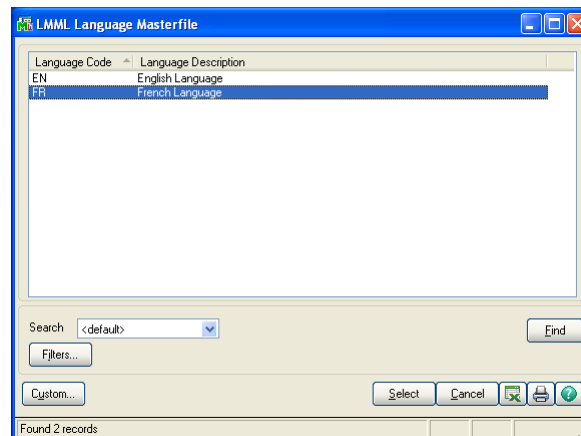 LMML Language Masterfile
Language Code Language Description
EN English Language
FR French Language
Search <default>
Find
Filters...
Custom... Select Cancel
Found 2 records